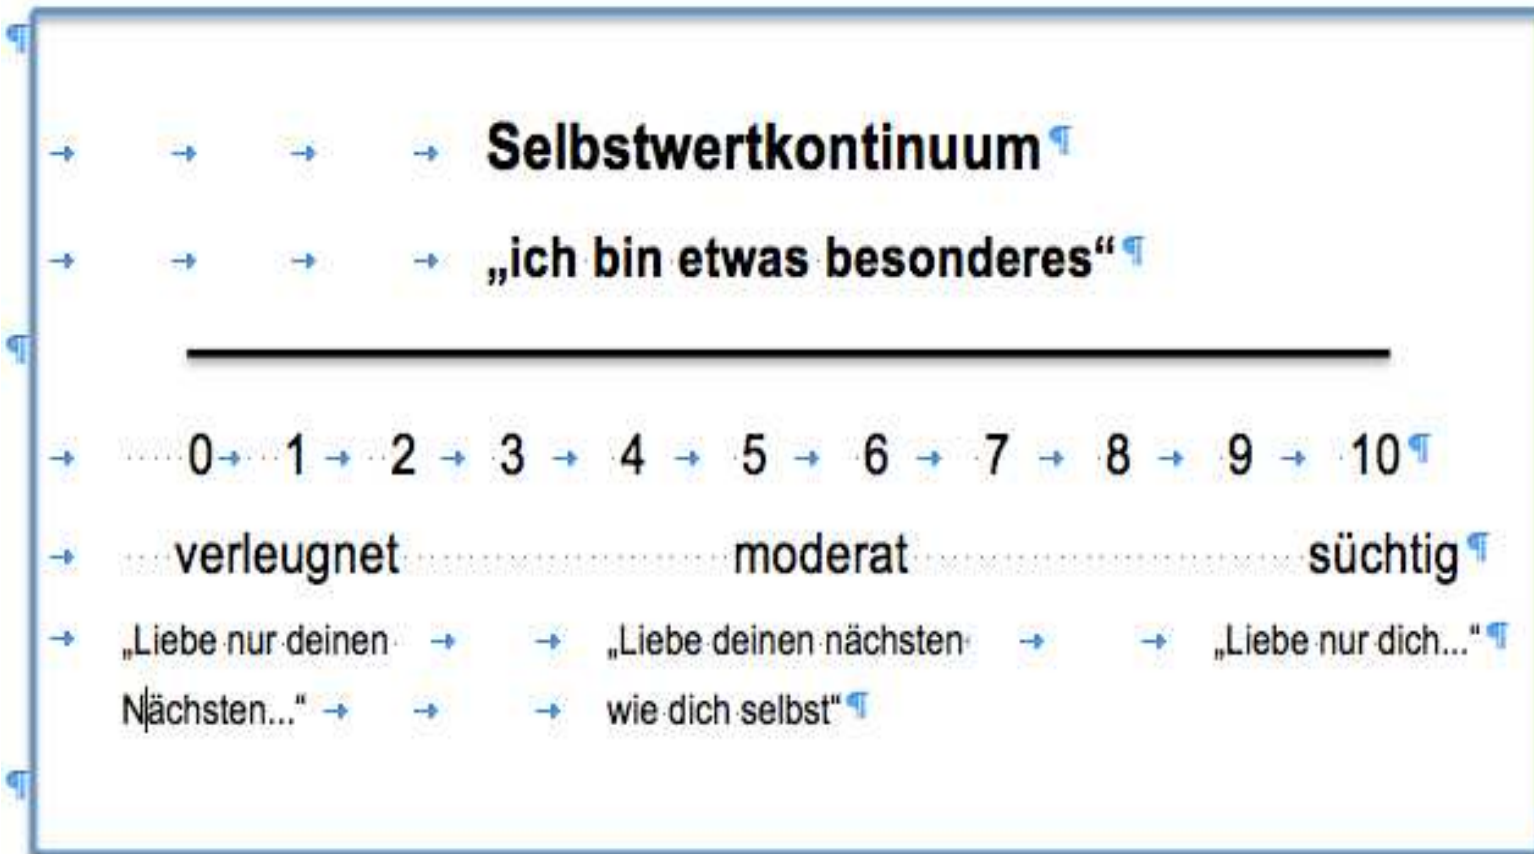 Selbstwertkontinuum
„ich bin etwas besonderes“
0 1 2 3 4 5 6 7 8 9 10
verleugnet moderat süchtig
„Liebe nur deinen „Liebe deinen nächsten „Liebe nur dich...“
Nächsten...“ wie dich selbst“